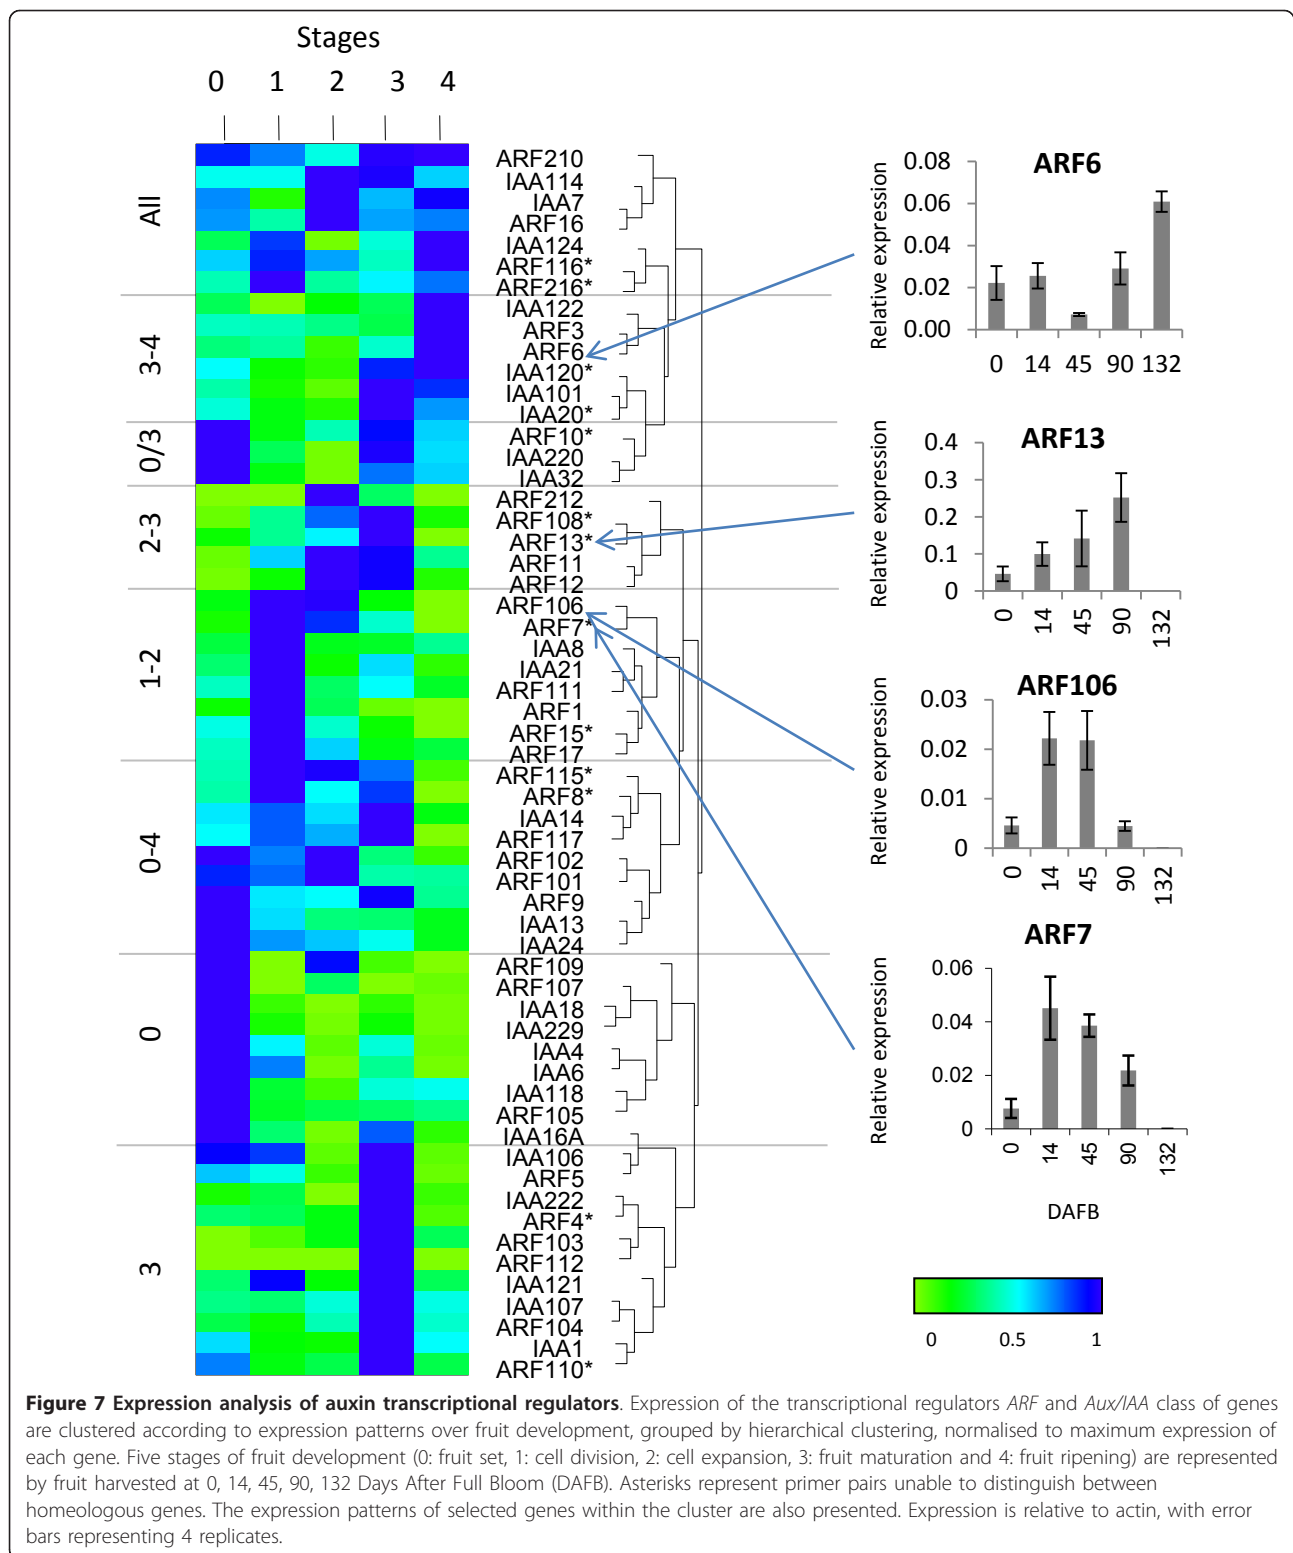 Stages
0 1 2 3 4
All
3-4
0/3
2-3
1-2
0-4
0
3
ARF210
IAA114
IAA7
ARF16
IAA124
ARF116*
ARF216*
IAA122
ARF3
ARF6
IAA120*
IAA101
IAA20*
ARF10*
IAA220
IAA32
ARF212
ARF108*
ARF13*
ARF11
ARF12
ARF106
ARF7*
IAA8
IAA21
ARF111
ARF1
ARF15*
ARF17
ARF115*
ARF8*
IAA14
ARF117
ARF102
ARF101
ARF9
IAA13
IAA24
ARF109
ARF107
IAA18
IAA229
IAA4
IAA6
IAA118
ARF105
IAA16A
IAA106
ARF5
IAA222
ARF4*
ARF103
ARF112
IAA121
IAA107
ARF104
IAA1
ARF110*
ARF6
Relative expression
0.08
0.06
0.04
0.02
0.00
0 14 45 90 132
ARF13
Relative expression
0.4
0.3
0.2
0.1
0
0 14 45 90 132
ARF106
Relative expression
0.03
0.02
0.01
0
0 14 45 90 132
ARF7
Relative expression
0.06
0.04
0.02
0
0 14 45 90 132
DAFB
0 0.5 1
Figure 7 Expression analysis of auxin transcriptional regulators. Expression of the transcriptional regulators ARF and Aux/IAA class of genes
are clustered according to expression patterns over fruit development, grouped by hierarchical clustering, normalised to maximum expression of
each gene. Five stages of fruit development (0: fruit set, 1: cell division, 2: cell expansion, 3: fruit maturation and 4: fruit ripening) are represented
by fruit harvested at 0, 14, 45, 90, 132 Days After Full Bloom (DAFB). Asterisks represent primer pairs unable to distinguish between
homeologous genes. The expression patterns of selected genes within the cluster are also presented. Expression is relative to actin, with error
bars representing 4 replicates.